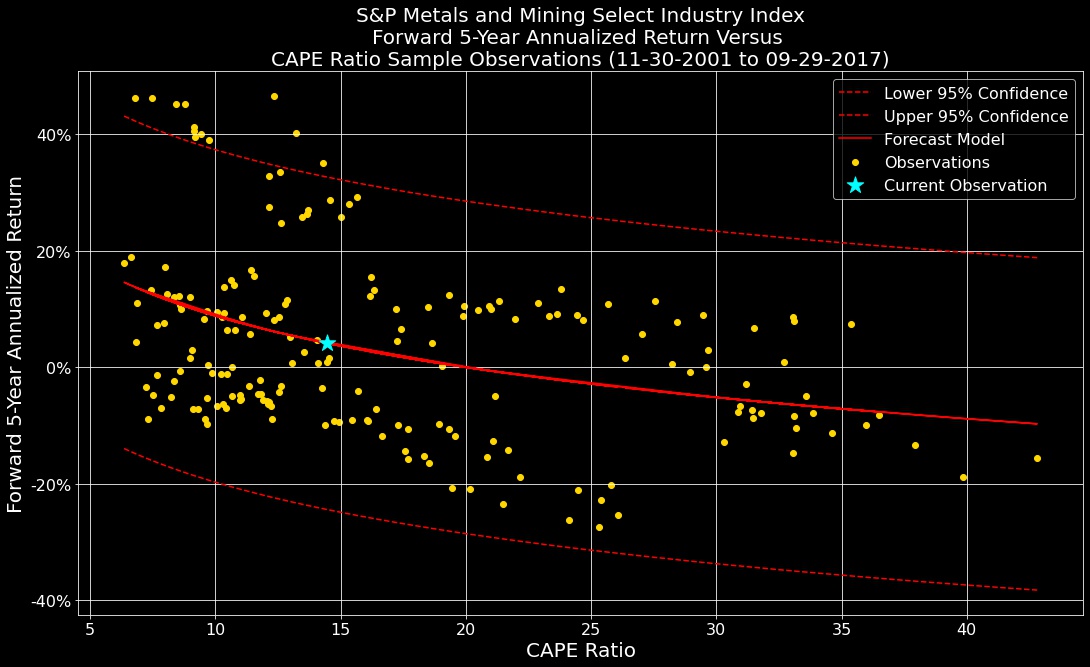 S&P Metals and Mining Select Industry Index
Forward 5-Year Annualized Return Versus
CAPE Ratio Sample Observations (11-30-2001 to 09-29-2017)
Lower 95% Confidence
Upper 95% Confidence
Forecast Model
Observations
Current Observation
Forward 5-Year Annualized Return
40%
20%
0%
-20%
-40%
5 10 15 20 25 30 35 40
CAPE Ratio